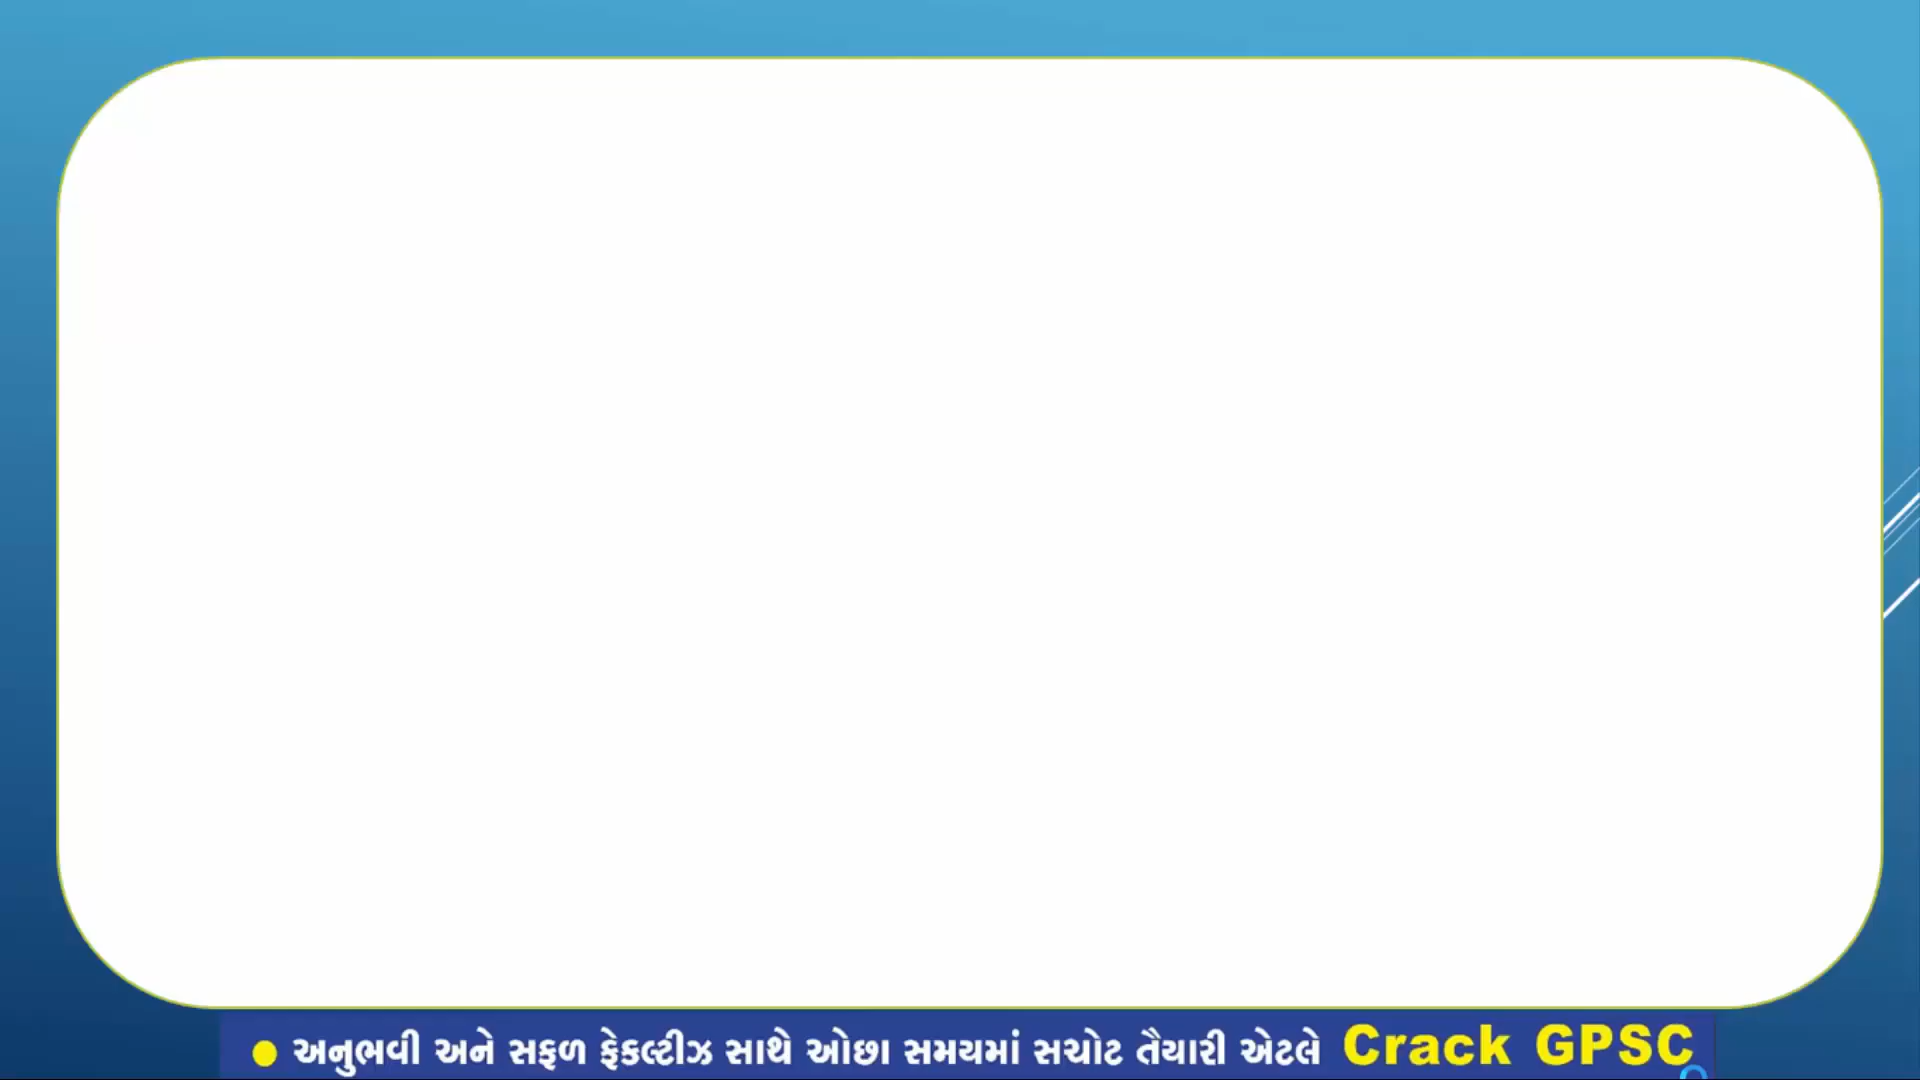 ● અનુભવી અને સફળ ફેકલ્ટીઝ સાથે ઓછા સમયમાં સચોટ તૈયારી એટલે Crack GPSC